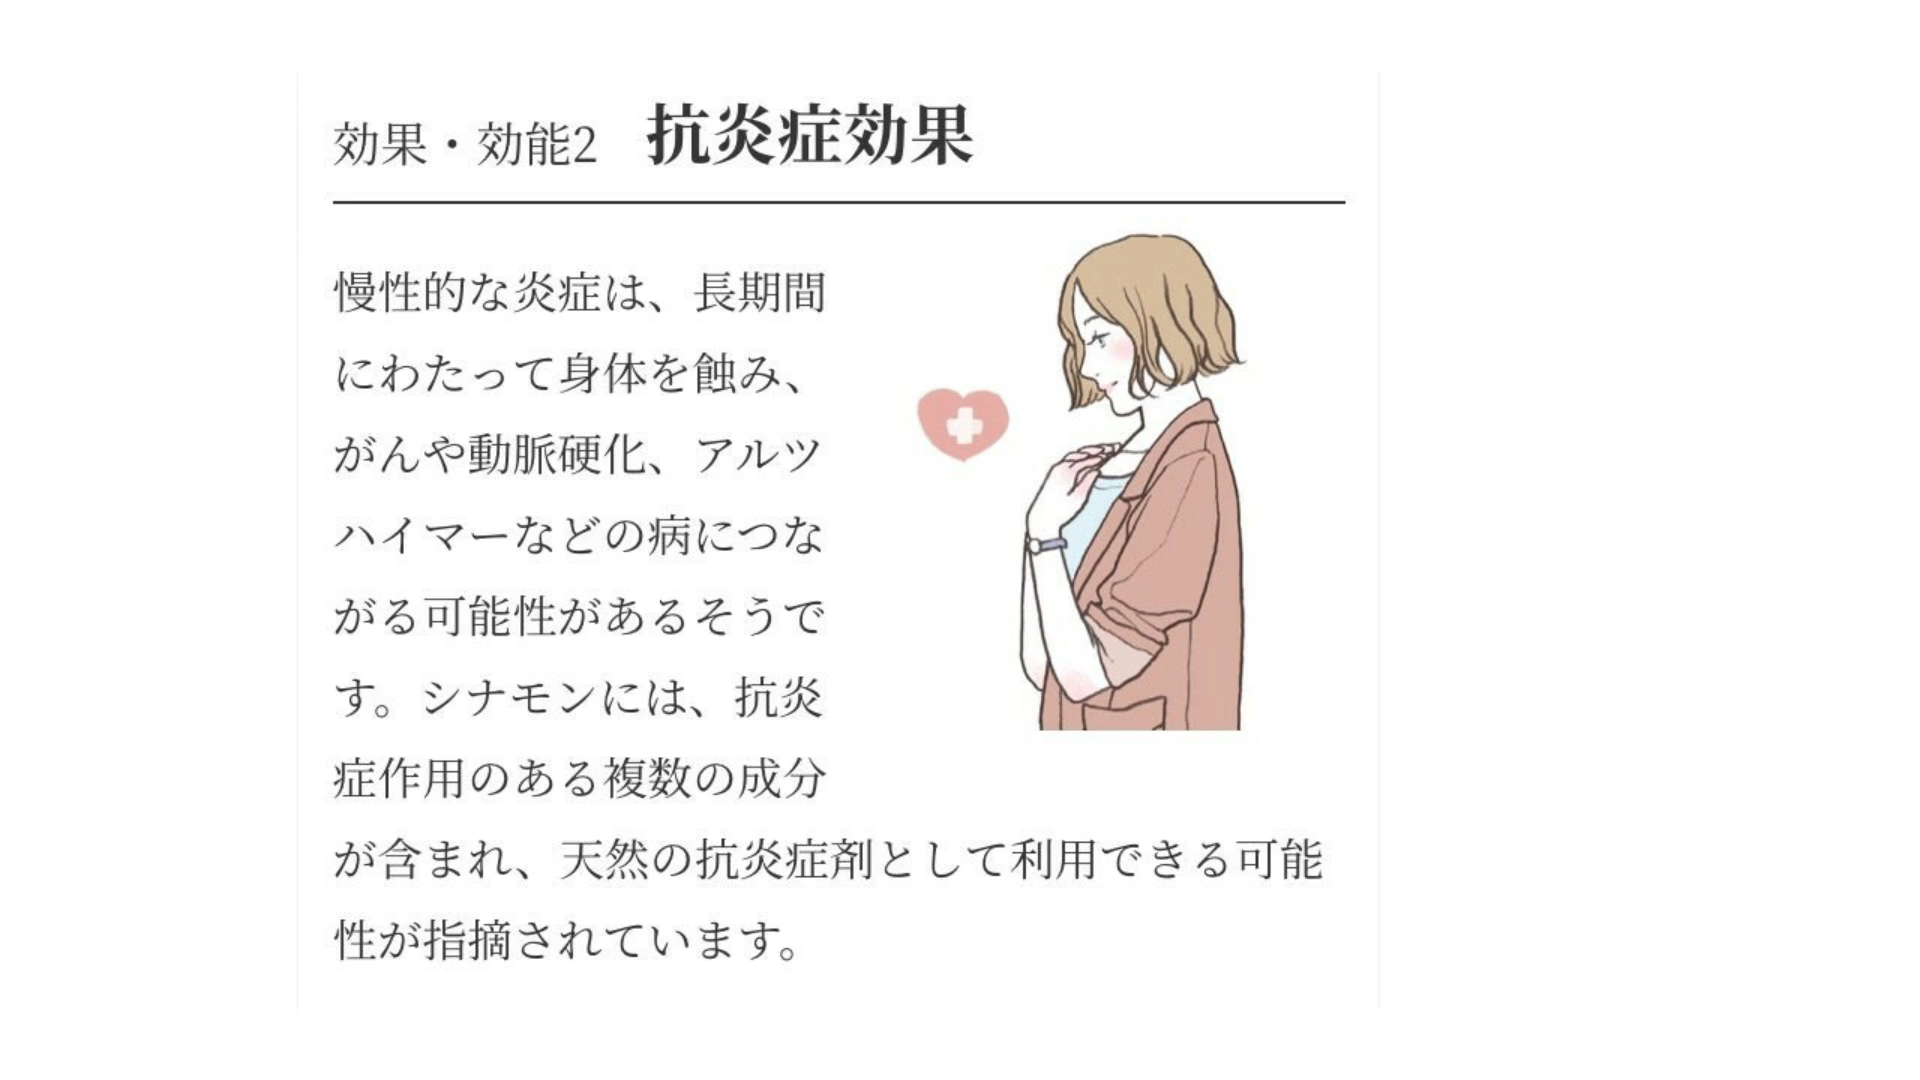 効果・効能2 抗炎症効果
慢性的な炎症は、長期間
にわたって身体を蝕み、
がんや動脈硬化、アルツ
ハイマーなどの病につな
がる可能性があるそうで
す。シナモンには、抗炎
症作用のある複数の成分
が含まれ、天然の抗炎症剤として利用できる可能
性が指摘されています。